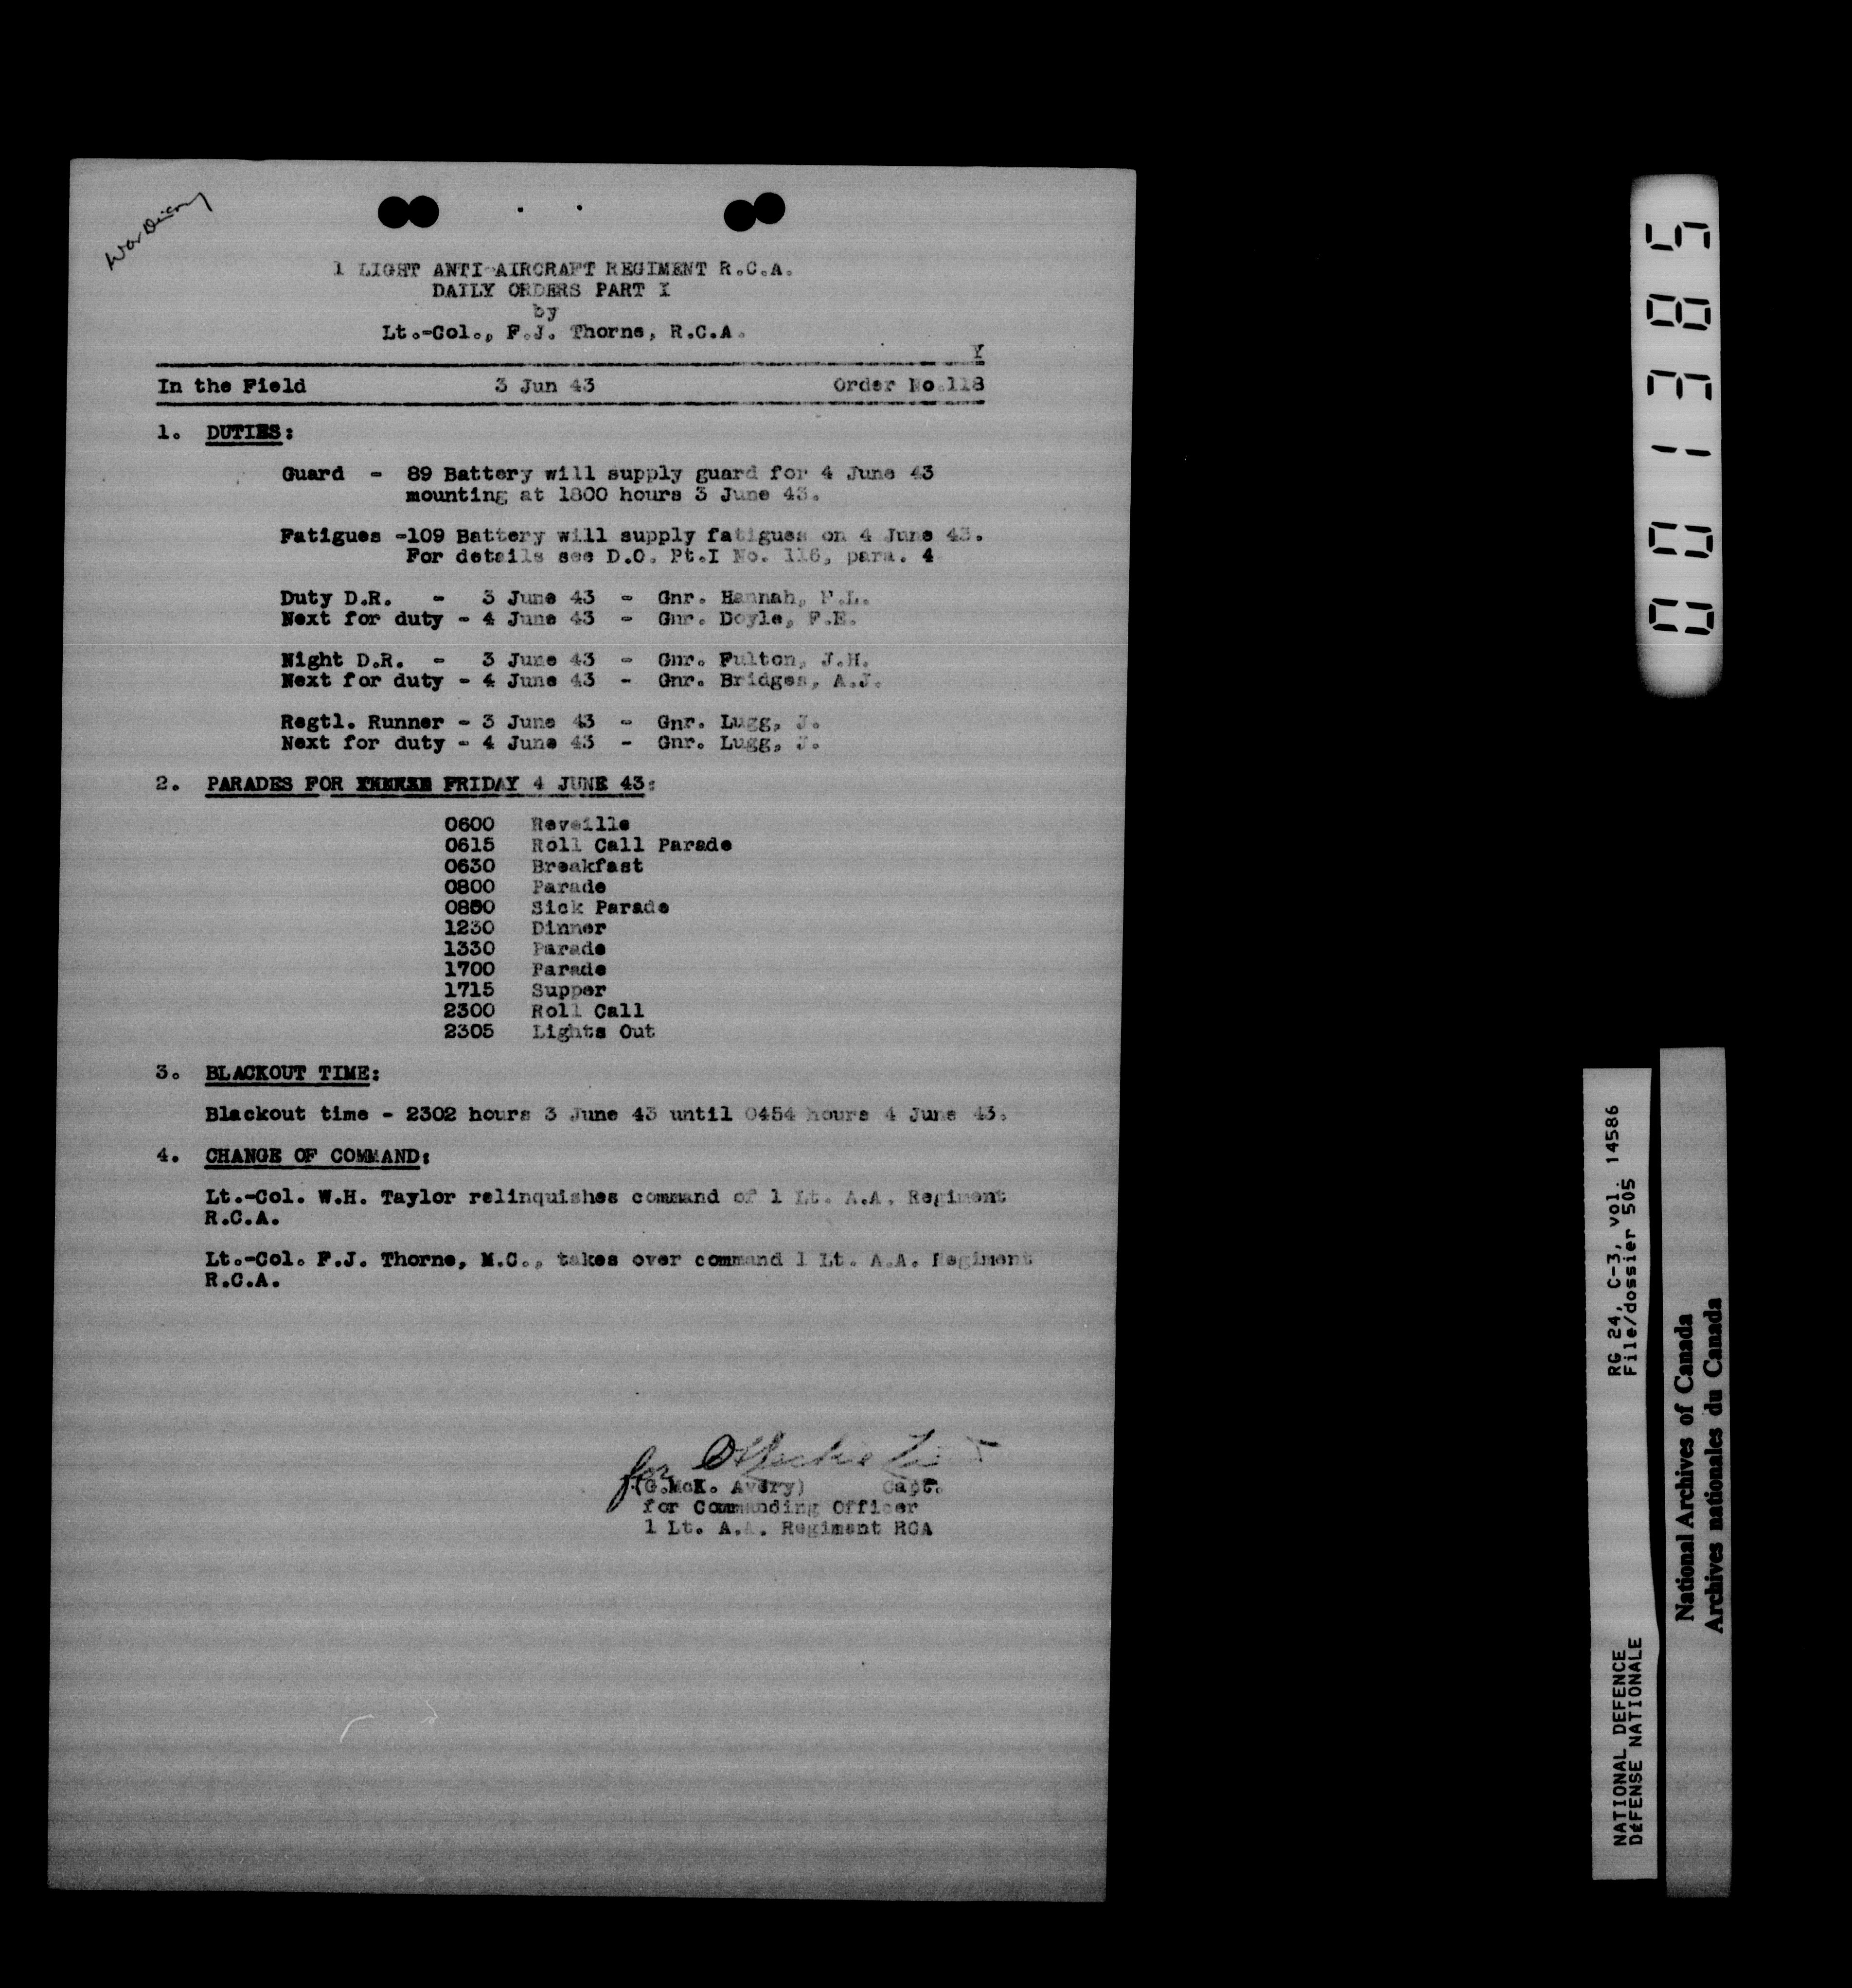 War Diary
1 LIGHT ANTI-AIRCRAFT REGIMENT R.C.A.
DAILY ORDERS PART I
by
Lt.-Col., F.J. Thorne, R.C.A.
Y
In the Field 3 Jun 43 Order No.118
1. DUTIES:
Guard - 89 Battery will supply guard for 4 June 43
mounting at 1800 hours 3 June 43.
Fatigues -109 Battery will supply fatigues on 4 June 43.
For details see D.O. Pt.I No. 116, para. 4
Duty D.R. - 3 June 43 - Gnr. Hannah, F.L.
Next for duty - 4 June 43 - Gnr. Doyle, F.E.
Night D.R. - 3 June 43 - Gnr. Fulton, J.H.
Next for duty - 4 June 43 - Gnr. Bridges, A.J.
Regtl. Runner - 3 June 43 - Gnr. Lugg, J.
Next for duty - 4 June 43 - Gnr. Lugg, J.
2. PARADES FOR FRIDAY 4 JUNE 43:
0600 Reveille
0615 Roll Call Parade
0630 Breakfast
0800 Parade
Sick Parade
1230 Dinner
1330 Parade
1700 Parade
1715 Supper
2300 Roll Call
2305 Lights Out
3. BLACKOUT TIME:
Blackout time - 2302 hours 3 June 43 until 0454 hours 4 June 43.
4. CHANGE OF COMMAND:
Lt.-Col. W.H. Taylor relinquishes command of 1 Lt. A.A. Regiment
R.C.A.
Lt.-Col. F.J. Thorne, M.C., takes over command 1 Lt. A.A. Regiment
R.C.A.
for
(G.McK. Avery) Capt.
for Commanding Officer
1 Lt. A.A. Regiment RCA
001385
RG 24, C-3, vol. 14586
File/dossier 505
NATIONAL DEFENCE
DÉFENSE NATIONALE
National Archives of Canada
Archives nationales du Canada